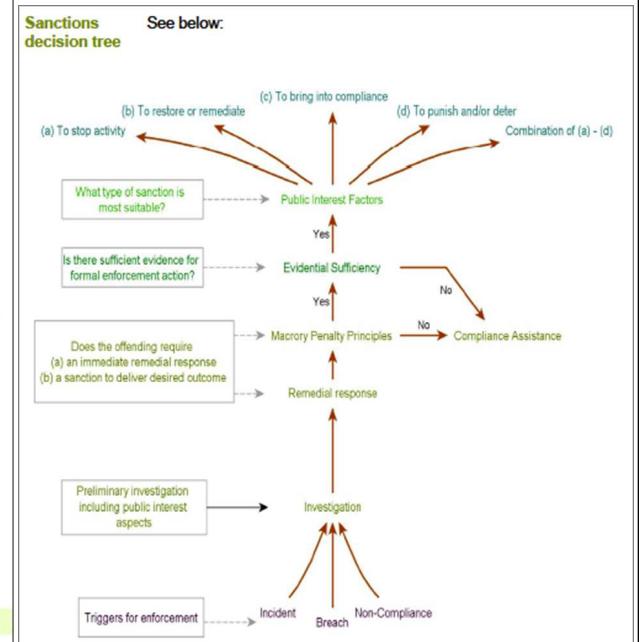 Sanctions
decision tree
See below:
(c) To bring into compliance
(b) To restore or remediate
(d) To punish and/or deter
(a) To stop activity
Combination of (a) - (d)
What type of sanction is
most suitable?
Public Interest Factors
Yes
Is there sufficient evidence for
formal enforcement action?
Evidential Sufficiency
No
Yes
Does the offending require
(a) an immediate remedial response
(b) a sanction to deliver desired outcome
Macrory Penalty Principles
No
Compliance Assistance
Remedial response
Preliminary investigation
including public interest
aspects
Investigation
Triggers for enforcement
Incident
Breach
Non-Compliance